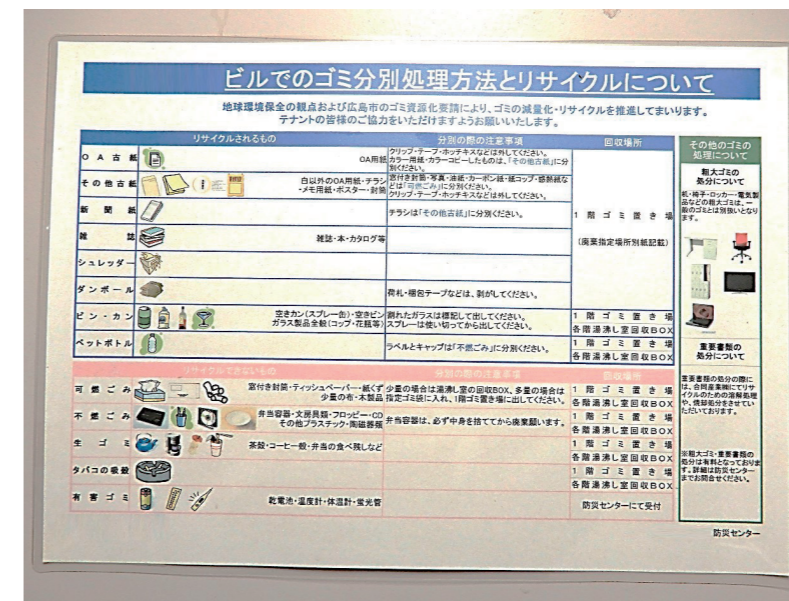 ビルでのゴミ分別処理方法とリサイクルについて
地球環境保全の観点および広島市のゴミ資源化要請により、ゴミの減量化・リサイクルを推進してまいります。
テナントの皆様のご協力をいただけますようお願いいたします。
リサイクルされるもの 分別の際の注意事項 回収場所
OA古紙 OA用紙
クリップ・テープ・ホッチキスなどは外してください。
カラー用紙・カラーコピーしたものは、「その他古紙」に分
別ください。
その他古紙
白以外のOA用紙・チラシ
・メモ用紙・ポスター・封筒
窓付き封筒・写真・油紙・カーボン紙・紙コップ・感熱紙な
どは「可燃ごみ」に分別ください。
クリップ・テープ・ホッチキスなどは外してください。
新聞紙 チラシは「その他古紙」に分別ください。
雑誌 雑誌・本・カタログ等
シュレッダー
ダンボール 荷札・梱包テープなどは、剥がしてください。
1階ゴミ置き場
(廃棄指定場所別紙記載)
ビン・カン
空きカン(スプレー缶)・空きビン
ガラス製品全般(コップ・花瓶等)
割れたガラスは標記して出してください。
スプレーは使い切ってから出してください。
1階ゴミ置き場
各階湯沸し室回収BOX
ペットボトル ラベルとキャップは「不燃ごみ」に分別ください。
1階ゴミ置き場
各階湯沸し室回収BOX
リサイクルできないもの 分別の際の注意事項 回収場所
可燃ごみ
窓付き封筒・ティッシュペーパー・紙くず
少量の布・木製品
少量の場合は湯沸し室の回収BOX、多量の場合は
指定ゴミ袋に入れ、1階ゴミ置き場に出してください。
1階ゴミ置き場
各階湯沸し室回収BOX
不燃ごみ
弁当容器・文房具類・フロッピー・CD
その他プラスチック・陶磁器類
弁当容器は、必ず中身を捨ててから廃棄願います。
1階ゴミ置き場
各階湯沸し室回収BOX
生ゴミ 茶殻・コーヒー殻・弁当の食べ残しなど
1階ゴミ置き場
各階湯沸し室回収BOX
タバコの吸殻
1階ゴミ置き場
各階湯沸し室回収BOX
有害ゴミ 乾電池・温度計・体温計・蛍光管 防災センターにて受付
その他のゴミの
処理について
粗大ゴミの
処分について
机・椅子・ロッカー・電気製
品などの粗大ゴミは、一
般のゴミとは別扱いとなり
ます。
重要書類の
処分について
重要書類の処分の際に
は、合同産業㈱にてリサ
イクルのための溶解処理
や、焼却処分をさせてい
ただいております。
※粗大ゴミ・重要書類の
処分は有料となっておりま
す。詳細は防災センター
までお問合せください。
防災センター